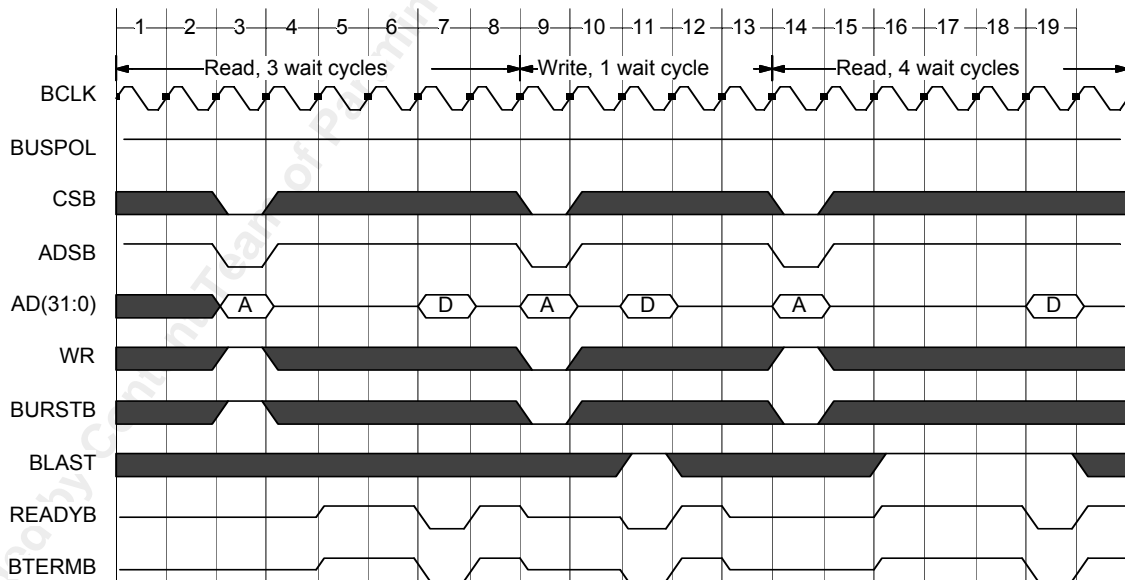 1 2 3 4 5 6 7 8 9 10 11 12 13 14 15 16 17 18 19
Read, 3 wait cycles Write, 1 wait cycle Read, 4 wait cycles
BCLK
BUSPOL
CSB
ADSB
AD(31:0) A D A D A D
WR
BURSTB
BLAST
READYB
BTERMB